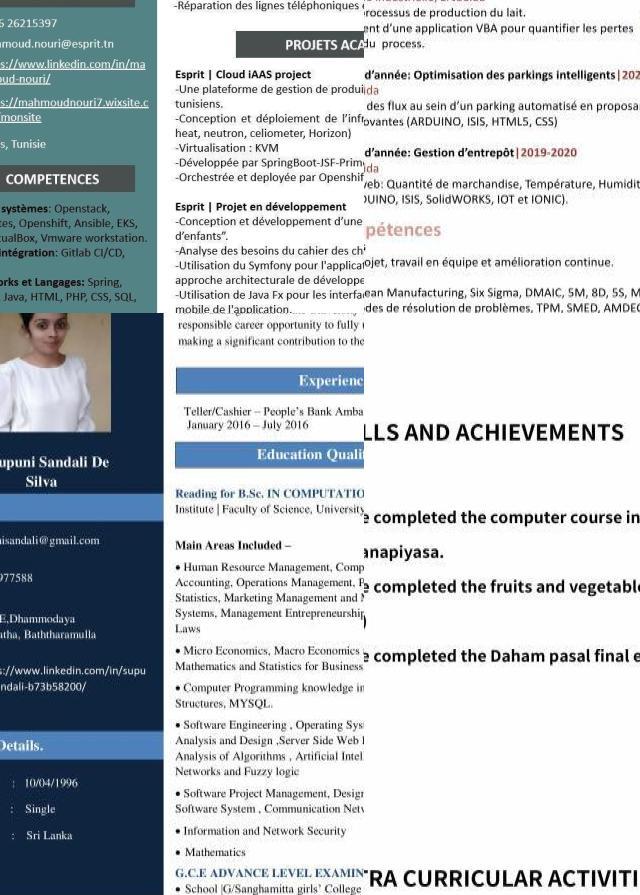 6 26215397
hmoud.nouri@esprit.tn
s://www.linkedin.com/in/ma
oud-nouri/
s://mahmoudnouri7.wixsite.c
/monsite
s, Tunisie
COMPETENCES
systèmes: Openstack,
tes, Openshift, Ansible, EKS,
tualBox, Vmware workstation.
intégration: Gitlab CI/CD,
orks et Langages: Spring,
Java, HTML, PHP, CSS, SQL,
-Réparation des lignes téléphoniques
PROJETS ACA
Esprit | Cloud iAAS project
-Une plateforme de gestion de produi
tunisiens.
-Conception et déploiement de l'inf
heat, neutron, celiometer, Horizon)
-Virtualisation : KVM
-Développée par SpringBoot-JSF-Prim
-Orchestrée et deployée par Openshif
Esprit | Projet en développement
-Conception et développement d'une
d'enfants”.
-Analyse des besoins du cahier des ch
-Utilisation du Symfony pour l'applicat
approche architecturale de développe
-Utilisation de Java Fx pour les interfac
mobile de l'application.
processus de production du lait.
ent d'une application VBA pour quantifier les pertes
du process.
d'année: Optimisation des parkings intelligents|202
ida
des flux au sein d'un parking automatisé en proposa
ovantes (ARDUINO, ISIS, HTML5, CSS)
d'année: Gestion d'entrepôt|2019-2020
ida
veb: Quantité de marchandise, Température, Humidit
DUINO, ISIS, SolidWORKS, IOT et IONIC).
pétences
ojet, travail en équipe et amélioration continue.
ean Manufacturing, Six Sigma, DMAIC, 5M, 8D, 5S, M
des de résolution de problèmes, TPM, SMED, AMDEC
upuni Sandali De
Silva
isandali@gmail.com
977588
E,Dhammodaya
atha, Baththaramulla
s://www.linkedin.com/in/supu
ndali-b73b58200/
Details.
: 10/04/1996
: Single
: Sri Lanka
responsible career opportunity to fully
making a significant contribution to the
Experienc
Teller/Cashier – People's Bank Amba
January 2016 – July 2016
Education Qualif
Reading for B.Sc. IN COMPUTATIO
Institute | Faculty of Science, University
Main Areas Included –
• Human Resource Management, Comp
Accounting, Operations Management, P
Statistics, Marketing Management and M
Systems, Management Entrepreneurship
Laws
• Micro Economics, Macro Economics
Mathematics and Statistics for Business
• Computer Programming knowledge in
Structures, MYSQL.
• Software Engineering , Operating Sys
Analysis and Design ,Server Side Web
Analysis of Algorithms , Artificial Intel
Networks and Fuzzy logic
• Software Project Management, Design
Software System , Communication Netw
• Information and Network Security
• Mathematics
G.C.E ADVANCE LEVEL EXAMIN
• School |G/Sanghamitta girls' College
LLS AND ACHIEVEMENTS
e completed the computer course in
anapiyasa.
e completed the fruits and vegetable
)
e completed the Daham pasal final e
TRA CURRICULAR ACTIVITI